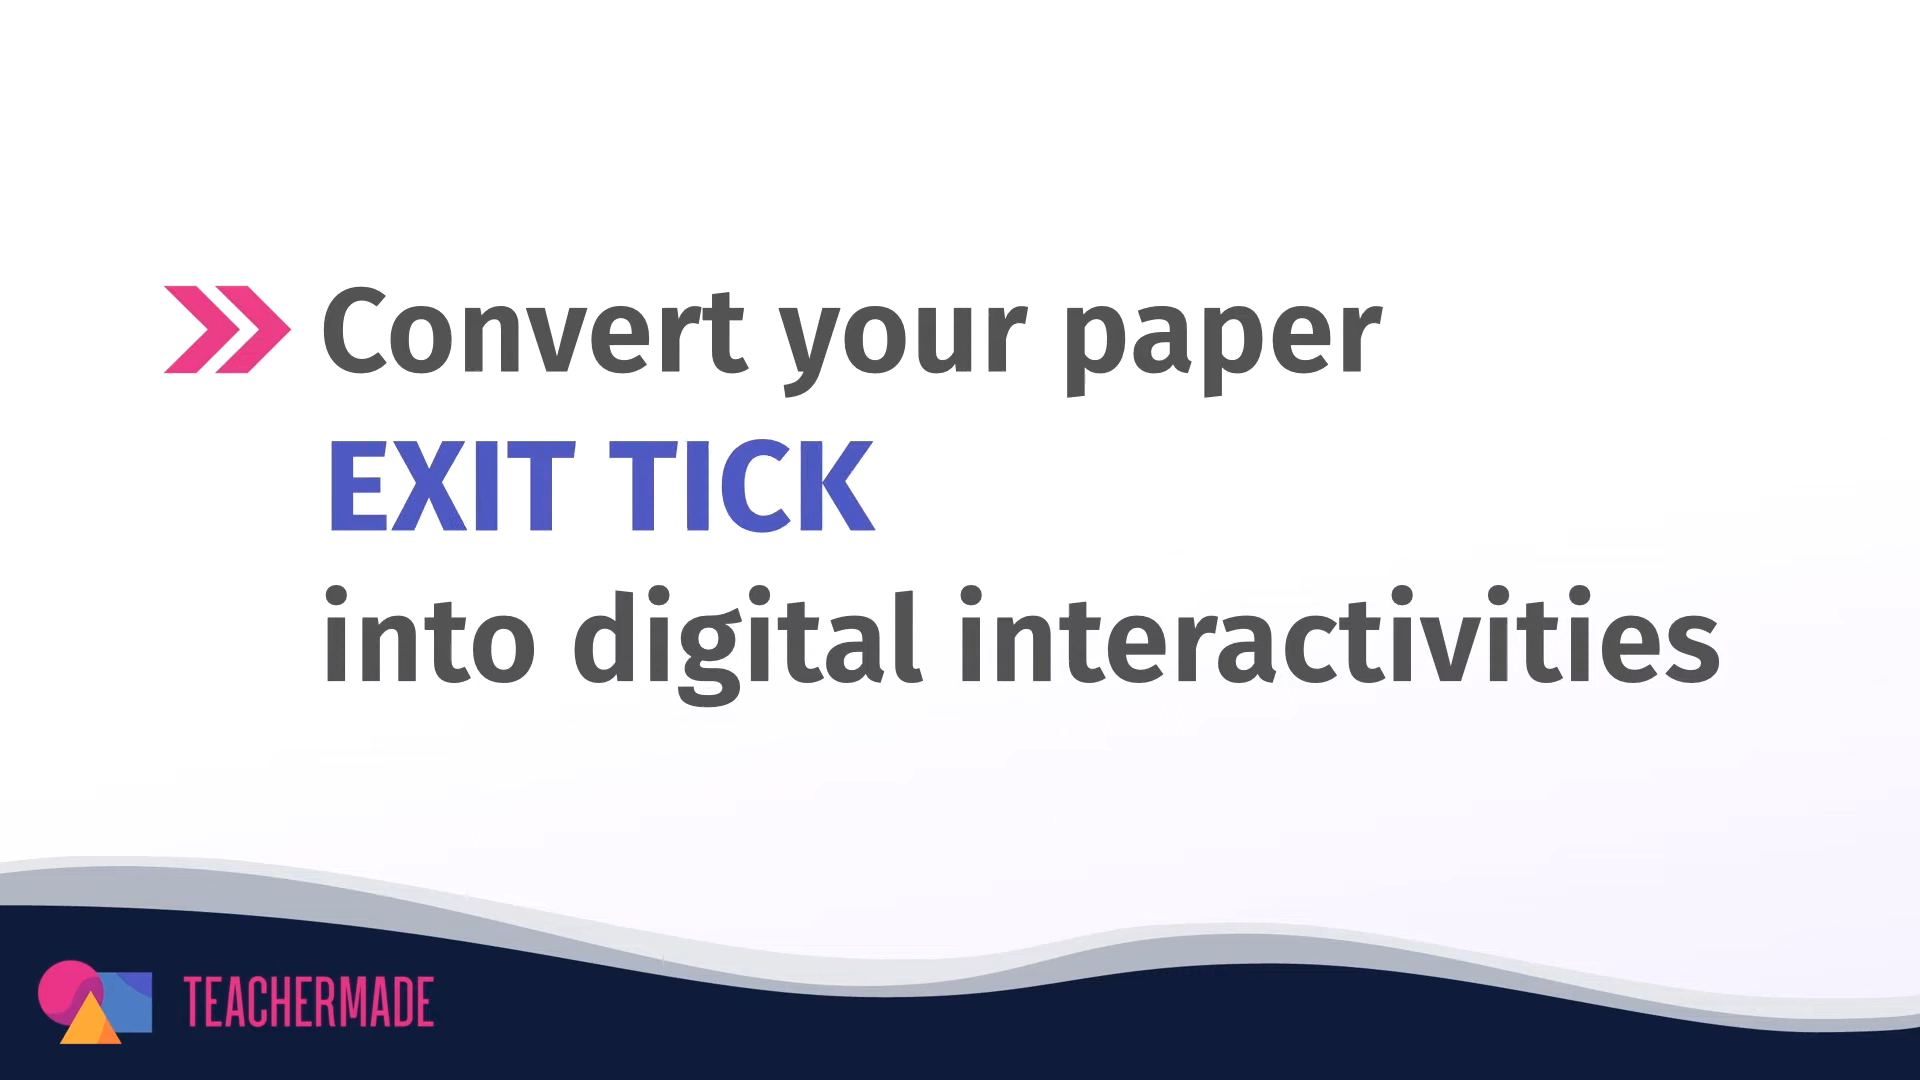 Convert your paper
EXIT TICK
into digital interactivities
TEACHERMADE